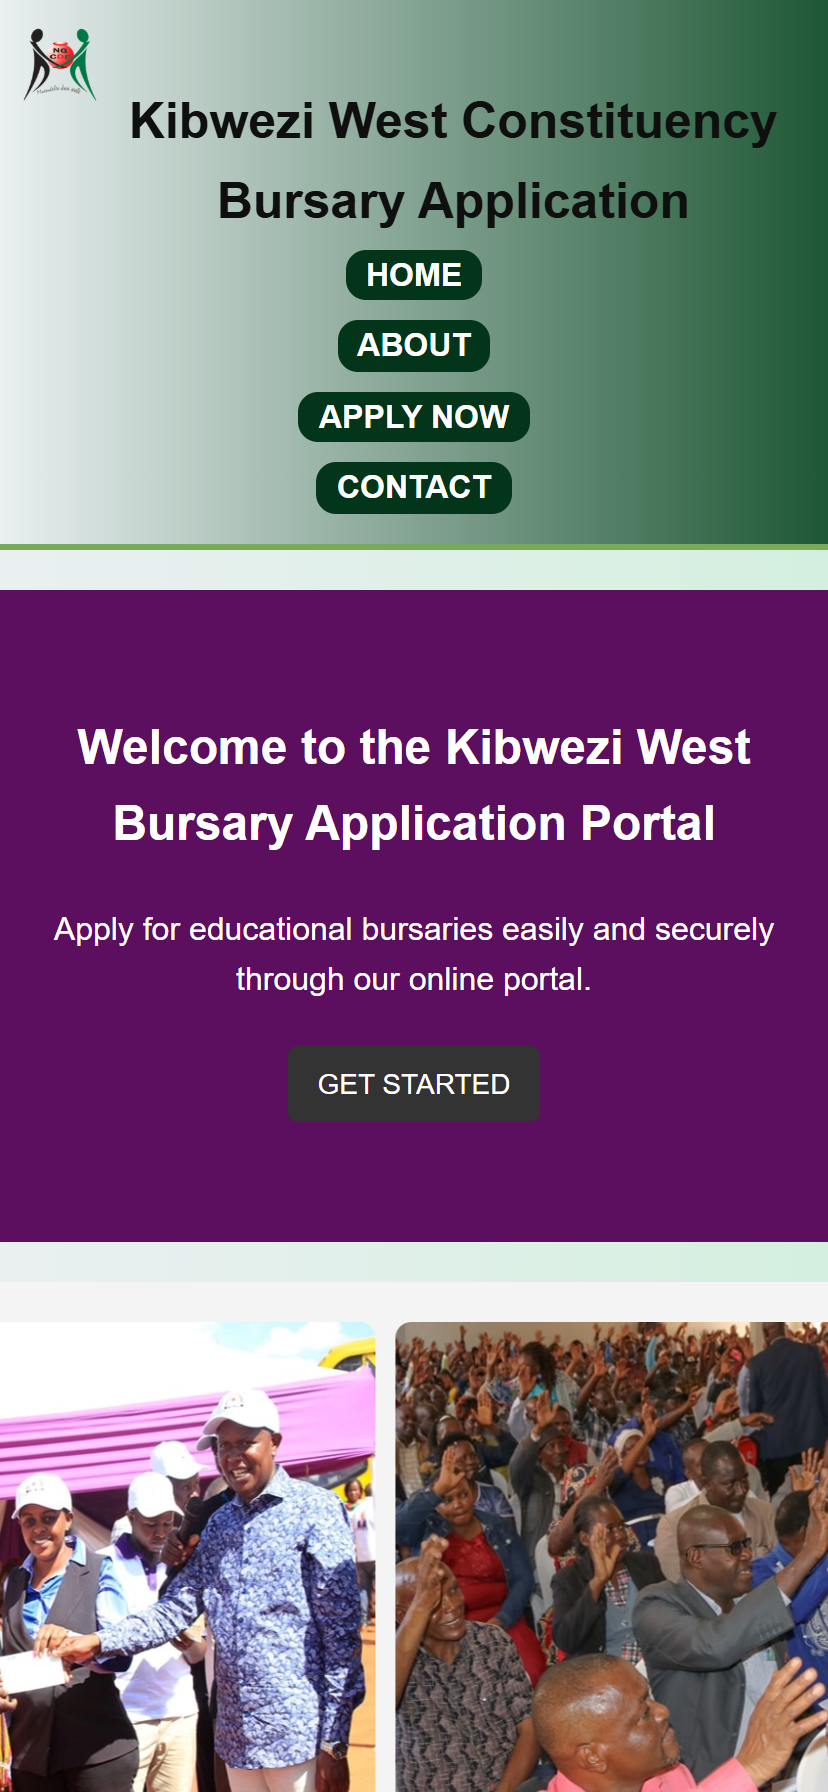 NG
CDF
Kibwezi West Constituency
Bursary Application
HOME
ABOUT
APPLY NOW
CONTACT
Welcome to the Kibwezi West
Bursary Application Portal
Apply for educational bursaries easily and securely
through our online portal.
GET STARTED